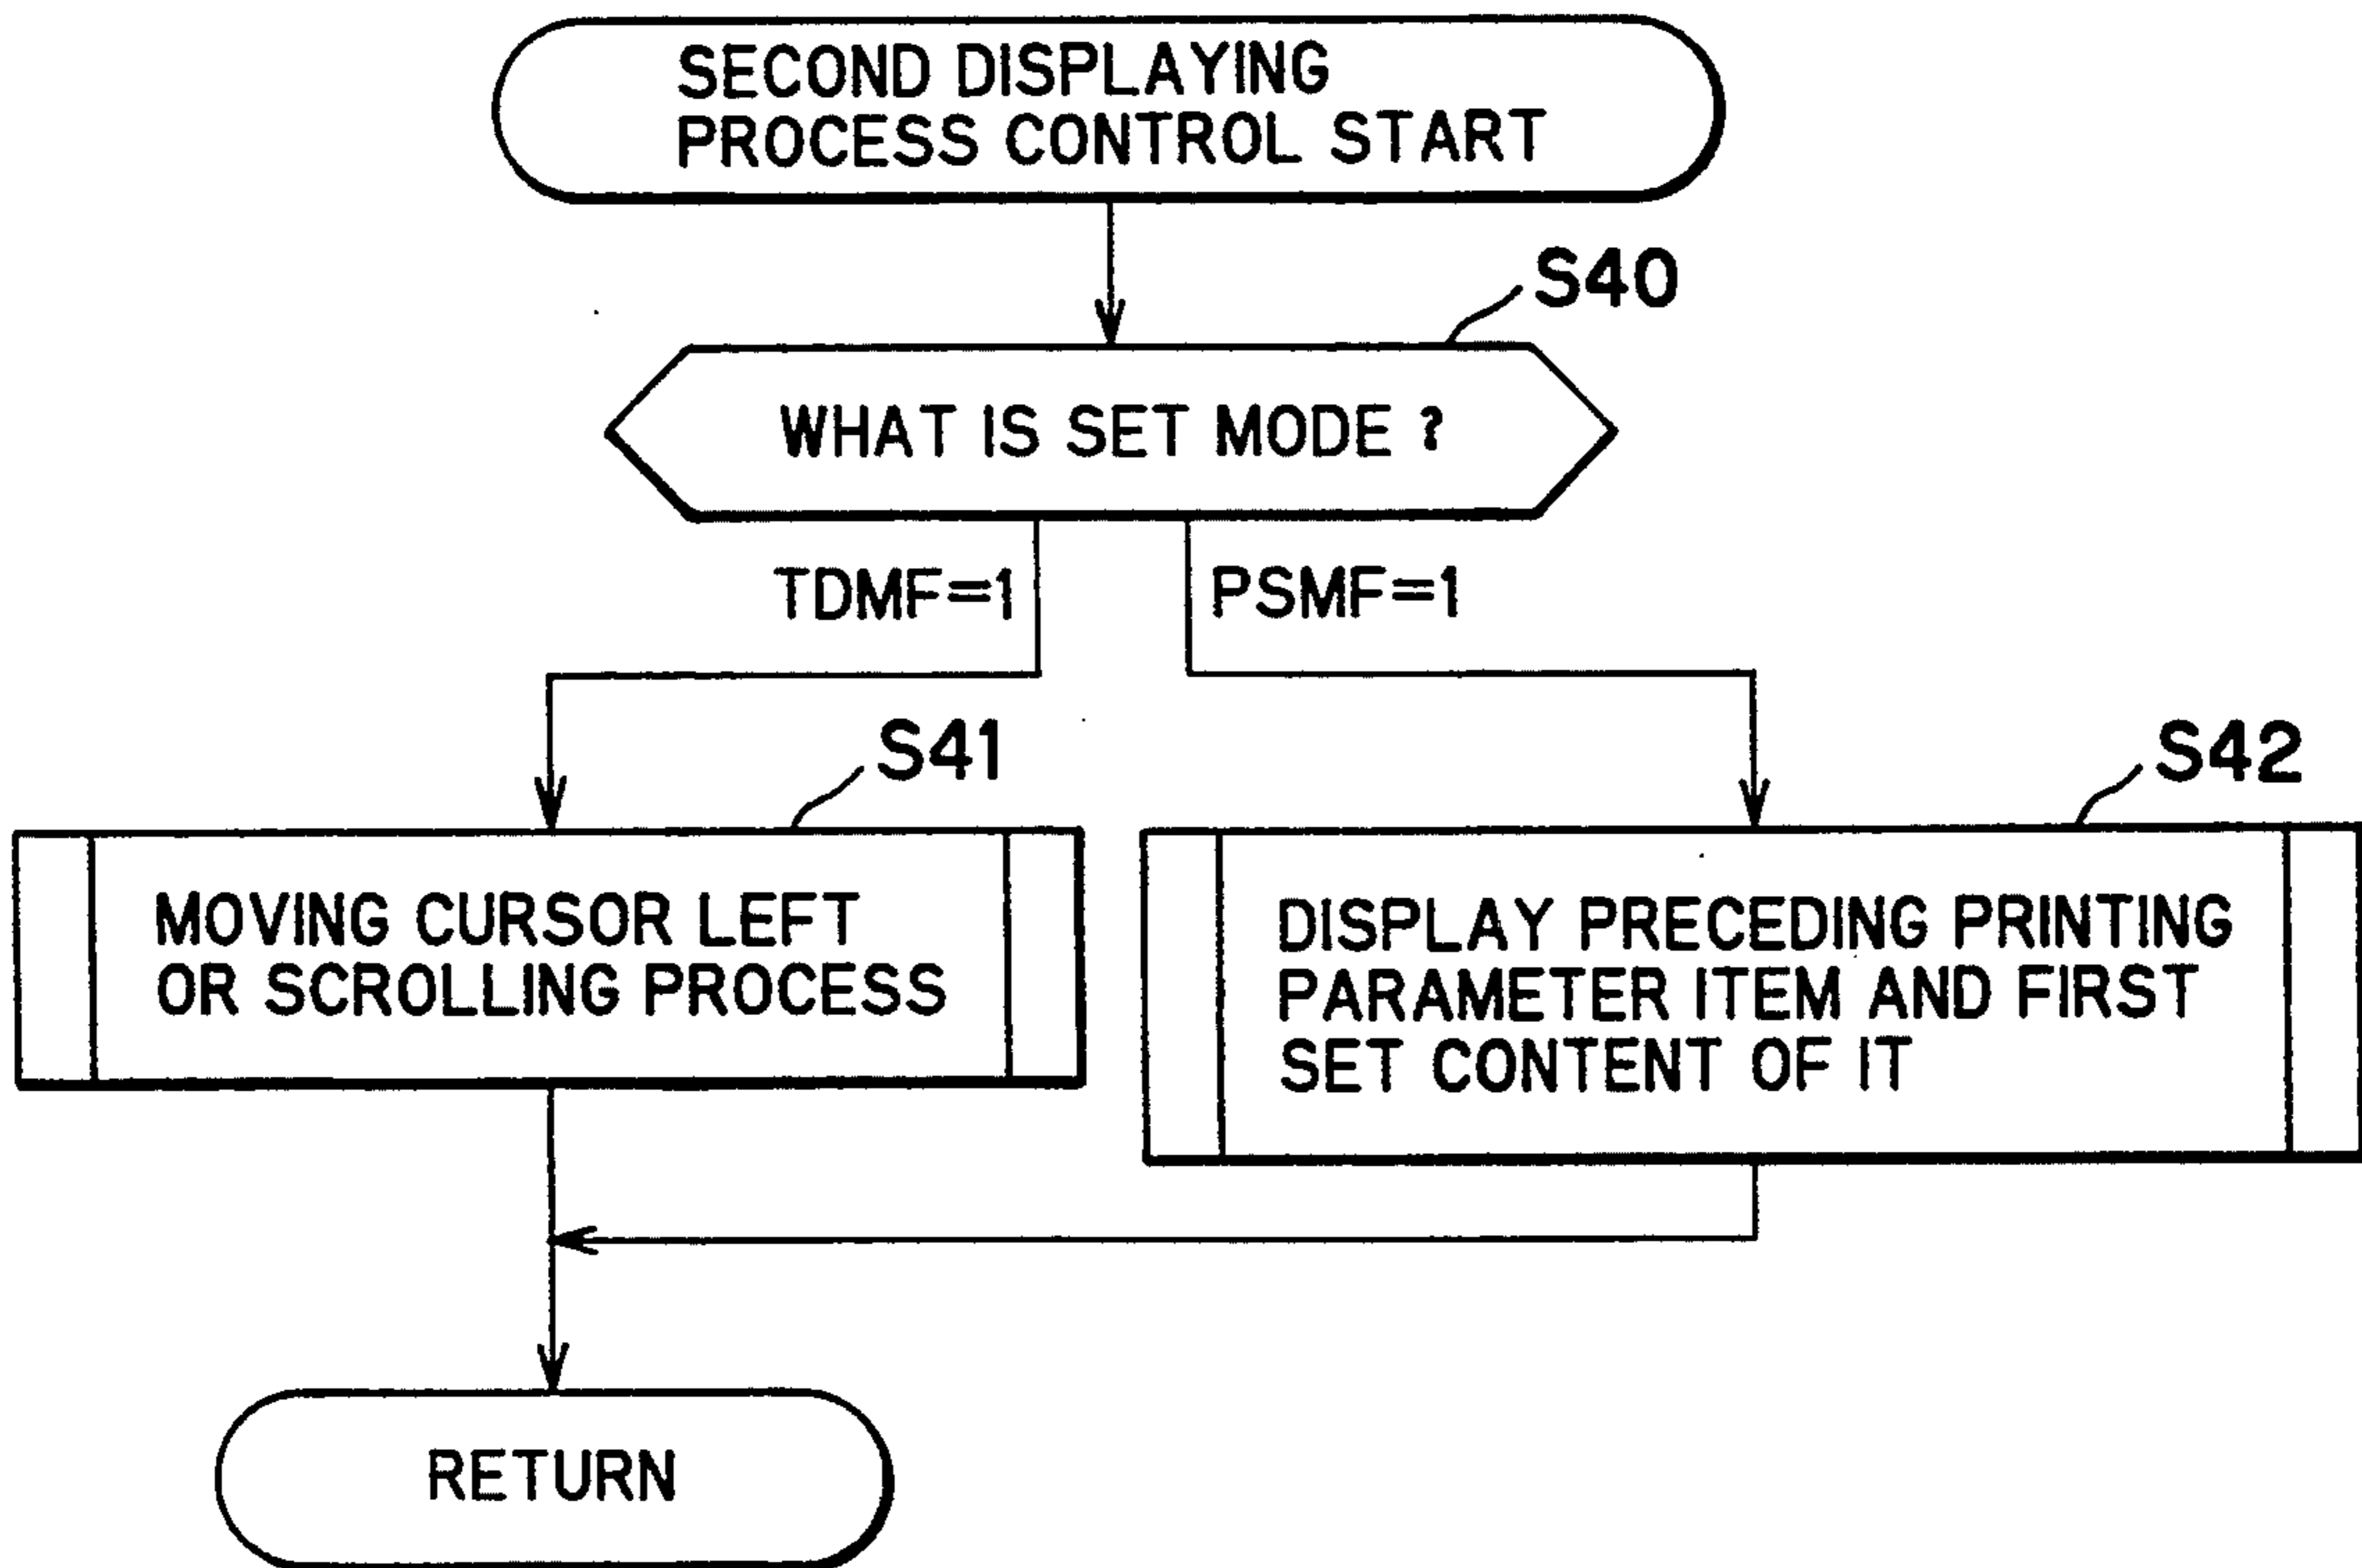 SECOND DISPLAYING
PROCESS CONTROL START
S40
WHAT IS SET MODE ?
TDMF=1
PSMF=1
S41
S42
MOVING CURSOR LEFT
OR SCROLLING PROCESS
DISPLAY PRECEDING PRINTING
PARAMETER ITEM AND FIRST
SET CONTENT OF IT
RETURN